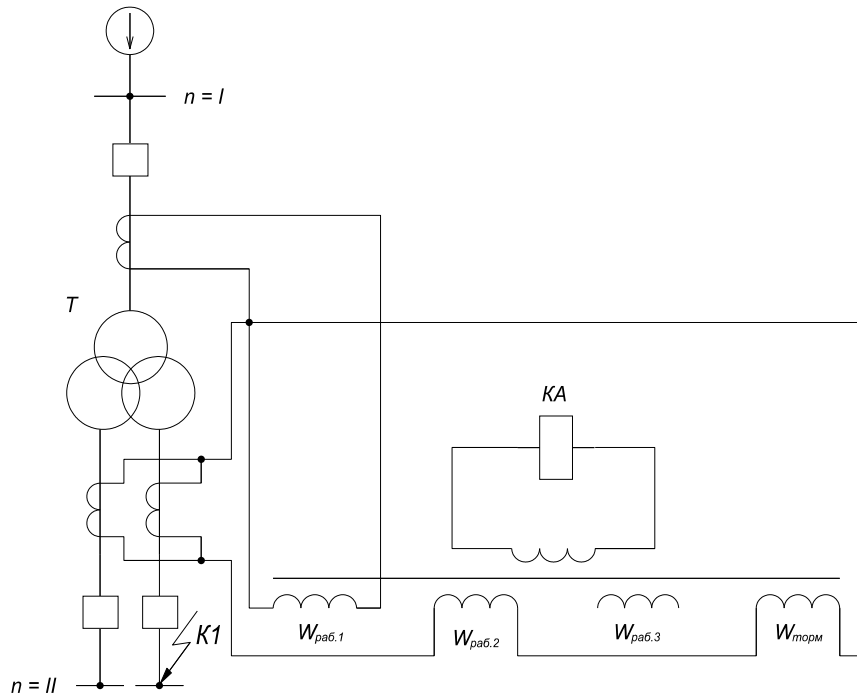 n = I
T
KA
K1
Wраб.1
Wраб.2
Wраб.3
Wторм
n = II